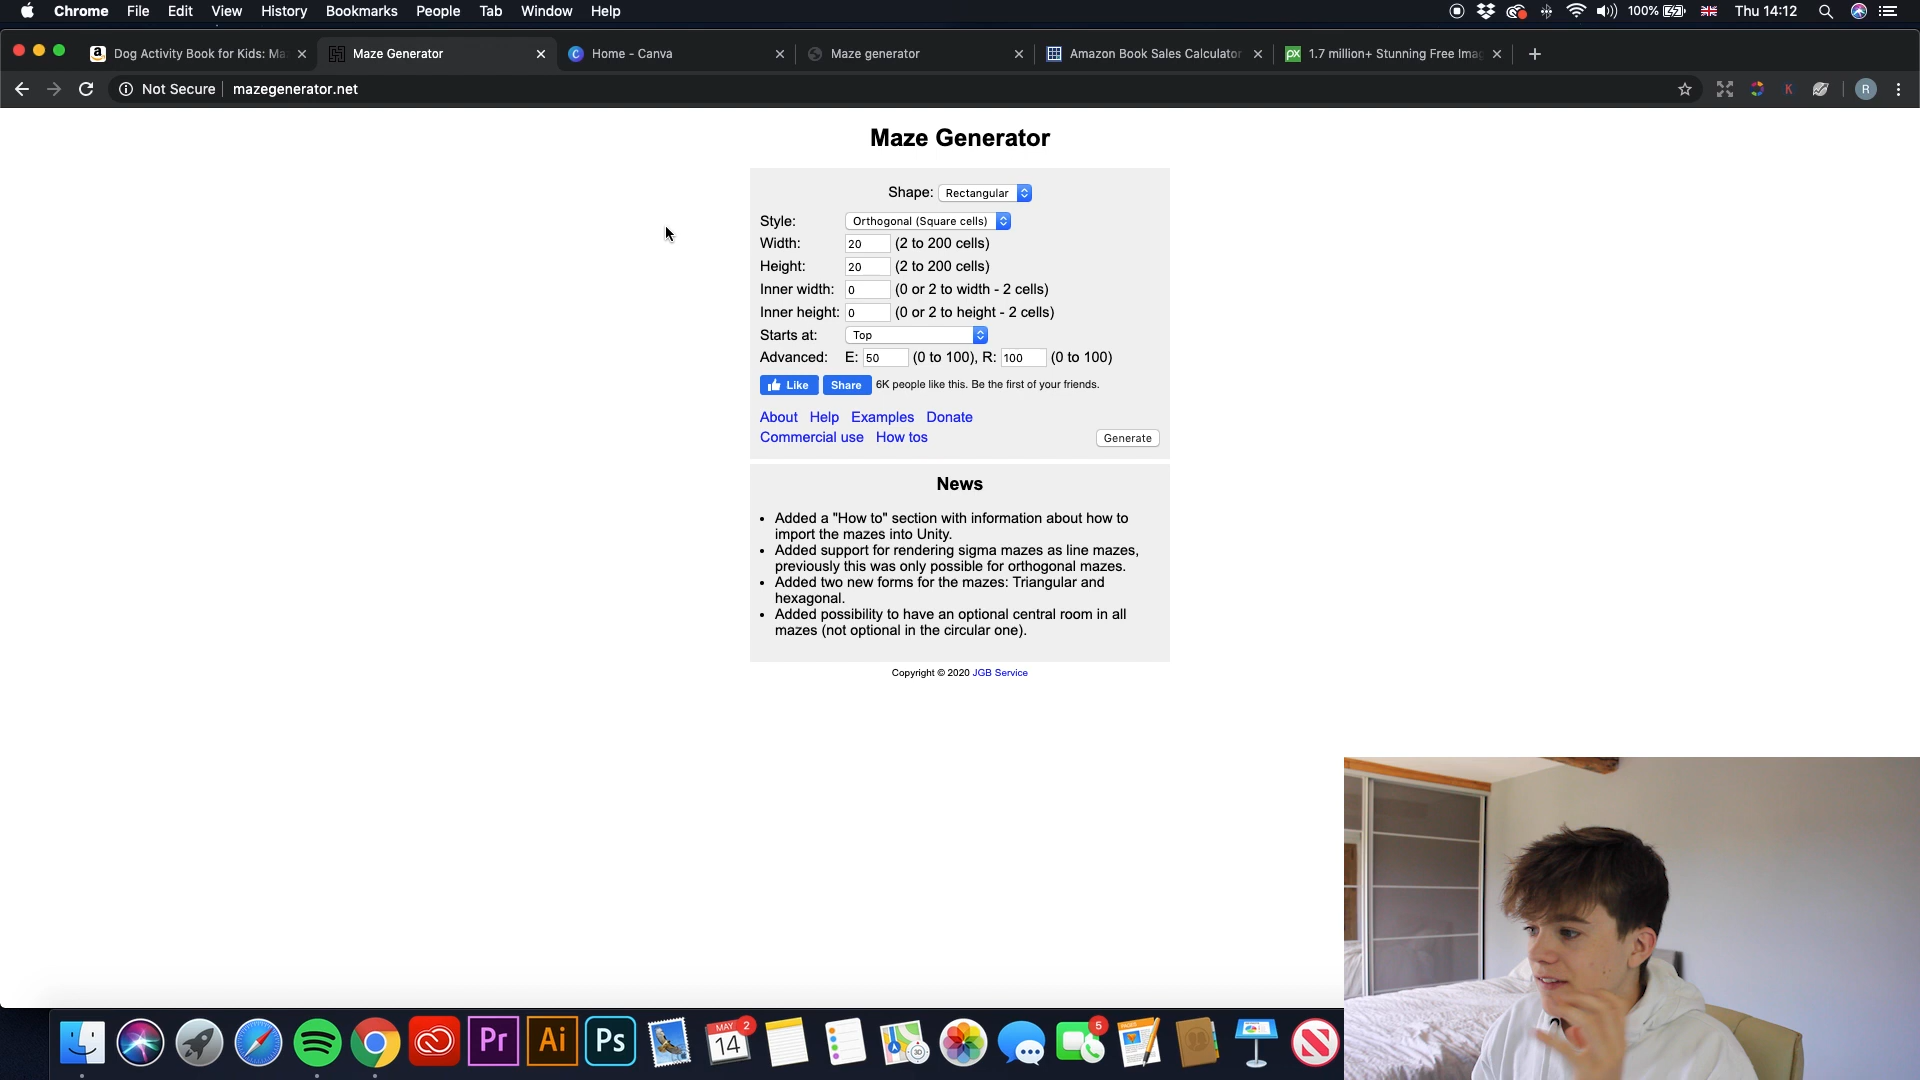 Chrome File Edit View History Bookmarks People Tab Window Help
100% Thu 14:12
Dog Activity Book for Kids: Ma
Maze Generator
Home - Canva
Maze generator
Amazon Book Sales Calculator
1.7 million+ Stunning Free Imag
Not Secure mazegenerator.net
K
R
Maze Generator
Shape: Rectangular
Style: Orthogonal (Square cells)
Width: 20 (2 to 200 cells)
Height: 20 (2 to 200 cells)
Inner width: 0 (0 or 2 to width - 2 cells)
Inner height: 0 (0 or 2 to height - 2 cells)
Starts at: Top
Advanced: E: 50 (0 to 100), R: 100 (0 to 100)
Like Share 6K people like this. Be the first of your friends.
About Help Examples Donate
Commercial use How tos Generate
News
• Added a "How to" section with information about how to
import the mazes into Unity.
• Added support for rendering sigma mazes as line mazes,
previously this was only possible for orthogonal mazes.
• Added two new forms for the mazes: Triangular and
hexagonal.
• Added possibility to have an optional central room in all
mazes (not optional in the circular one).
Copyright © 2020 JGB Service
Pr
Ai
Ps
MAY 2
14
3D
5
PAGES